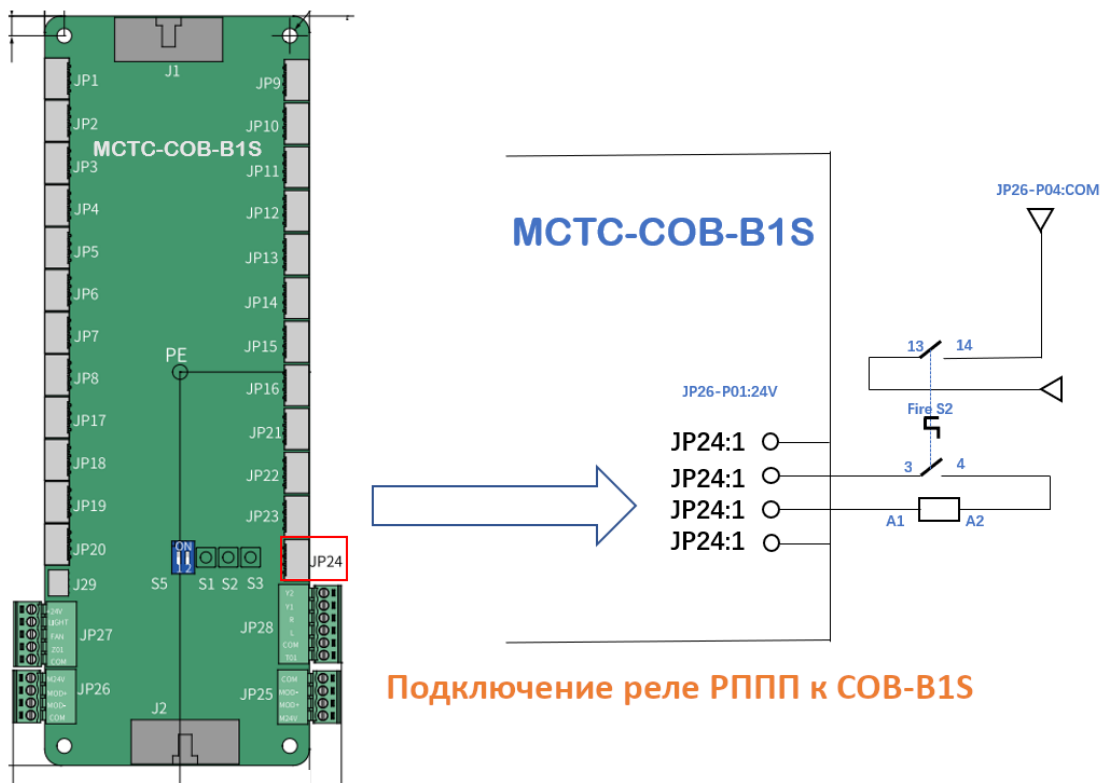 J1
JP1
JP9
JP2
JP10
MCTC-COB-B1S
JP3
JP11
JP4
JP12
JP5
JP13
JP6
JP14
JP7
JP15
PE
JP8
JP16
JP17
JP21
JP18
JP22
JP19
JP23
JP20
ON
1 2
JP24
J29
S5
S1
S2
S3
24V
LIGHT
FAN
Z01
COM
JP27
Y2
Y1
R
L
COM
T01
JP28
M24V
MOD+
MOD-
COM
JP26
COM
MOD-
MOD+
M24V
JP25
J2
MCTC-COB-B1S
JP26-P04:COM
13
14
JP26-P01:24V
Fire S2
JP24:1
JP24:1
3
4
JP24:1
A1
A2
JP24:1
Подключение реле РППП к COB-B1S